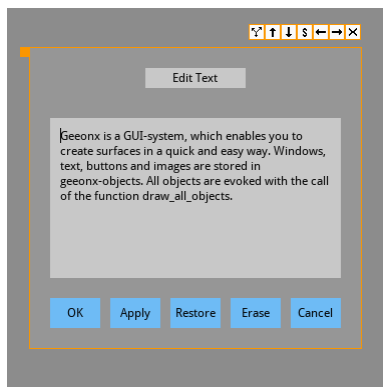 S
Edit Text
Geeonx is a GUI-system, which enables you to
create surfaces in a quick and easy way. Windows,
text, buttons and images are stored in
geeonx-objects. All objects are evoked with the call
of the function draw_all_objects.
OK Apply Restore Erase Cancel